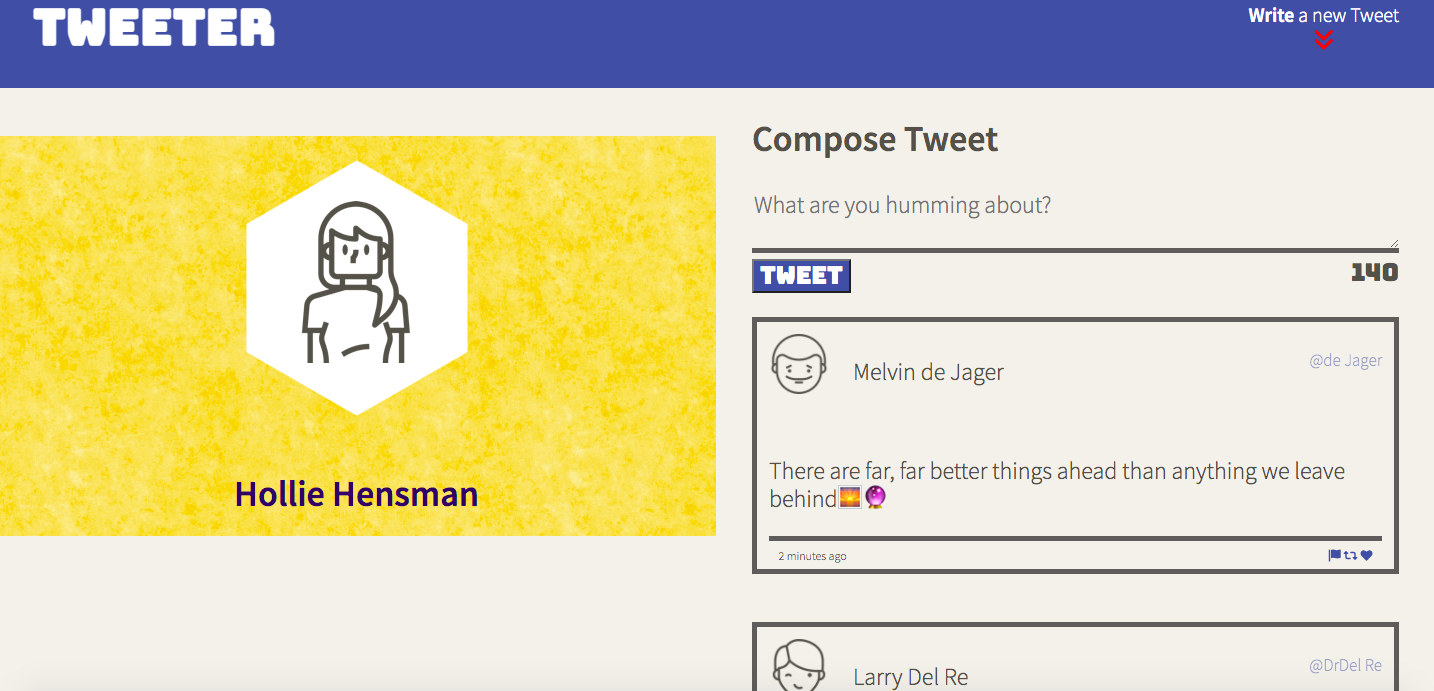 TWEETER
Write a new Tweet
Hollie Hensman
Compose Tweet
What are you humming about?
TWEET
140
Melvin de Jager
@de Jager
There are far, far better things ahead than anything we leave
behind🌅🔮
2 minutes ago
Larry Del Re
@DrDel Re